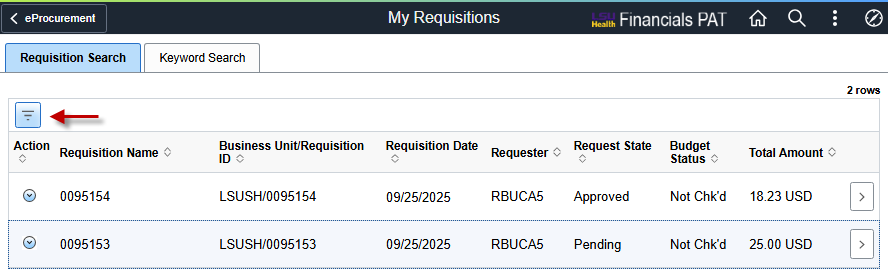 eProcurement
My Requisitions
LSU Health Financials PAT
Requisition Search
Keyword Search
2 rows
Action Requisition Name Business Unit/Requisition ID Requisition Date Requester Request State Budget Status Total Amount
0095154 LSUSH/0095154 09/25/2025 RBUCA5 Approved Not Chk'd 18.23 USD
0095153 LSUSH/0095153 09/25/2025 RBUCA5 Pending Not Chk'd 25.00 USD